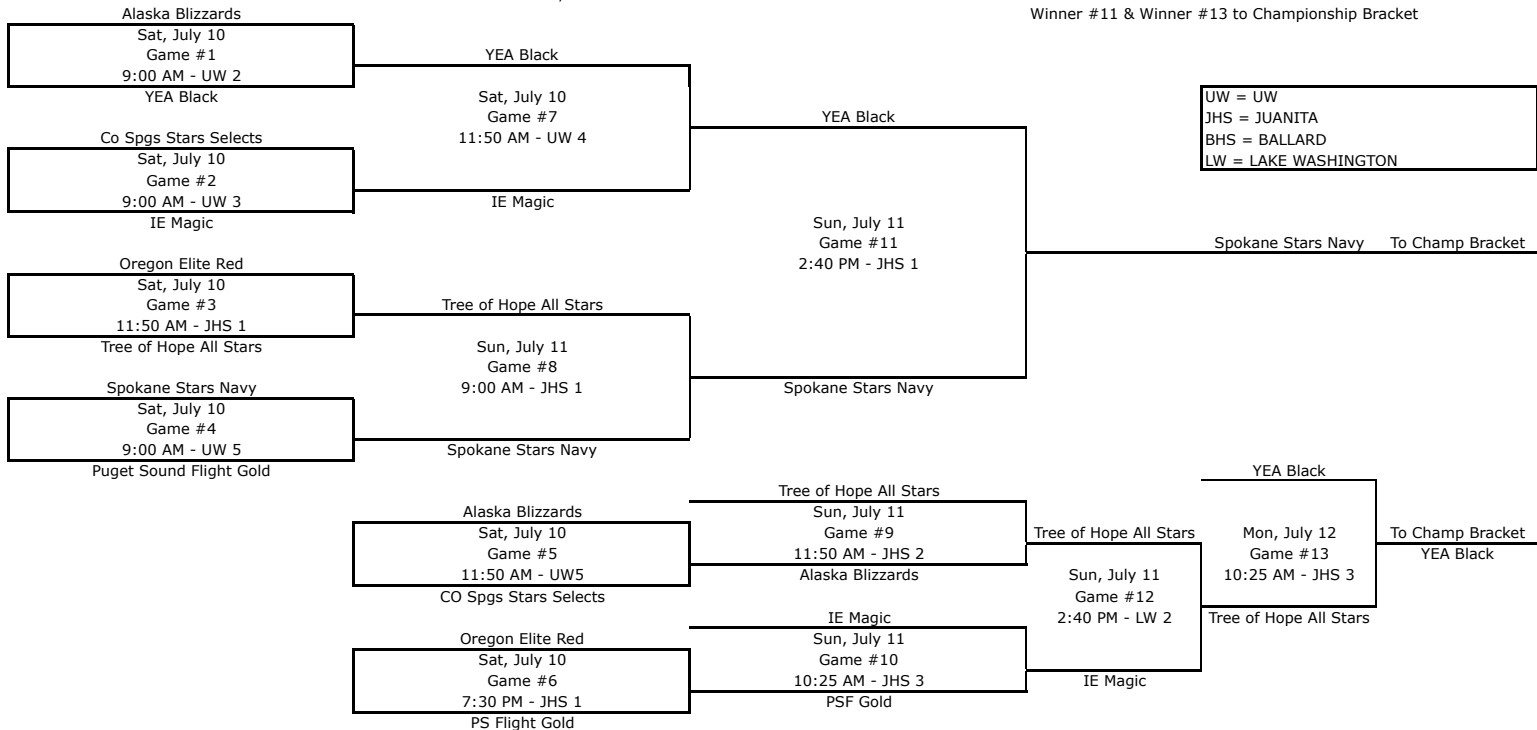 Alaska Blizzards
Winner #11 & Winner #13 to Championship Bracket
Sat, July 10
Game #1
9:00 AM - UW 2
YEA Black
YEA Black
Sat, July 10
Game #7
11:50 AM - UW 4
YEA Black
UW = UW
JHS = JUANITA
BHS = BALLARD
LW = LAKE WASHINGTON
Co Spgs Stars Selects
Sat, July 10
Game #2
9:00 AM - UW 3
IE Magic
IE Magic
Sun, July 11
Game #11
2:40 PM - JHS 1
Spokane Stars Navy To Champ Bracket
Oregon Elite Red
Sat, July 10
Game #3
11:50 AM - JHS 1
Tree of Hope All Stars
Tree of Hope All Stars
Sun, July 11
Game #8
9:00 AM - JHS 1
Spokane Stars Navy
Spokane Stars Navy
Sat, July 10
Game #4
9:00 AM - UW 5
Puget Sound Flight Gold
Spokane Stars Navy
YEA Black
Alaska Blizzards
Sat, July 10
Game #5
11:50 AM - UW5
CO Spgs Stars Selects
Tree of Hope All Stars
Sun, July 11
Game #9
11:50 AM - JHS 2
Alaska Blizzards
Tree of Hope All Stars
Sun, July 11
Game #12
2:40 PM - LW 2
IE Magic
Mon, July 12
Game #13
10:25 AM - JHS 3
Tree of Hope All Stars
To Champ Bracket
YEA Black
Oregon Elite Red
Sat, July 10
Game #6
7:30 PM - JHS 1
PS Flight Gold
IE Magic
Sun, July 11
Game #10
10:25 AM - JHS 3
PSF Gold